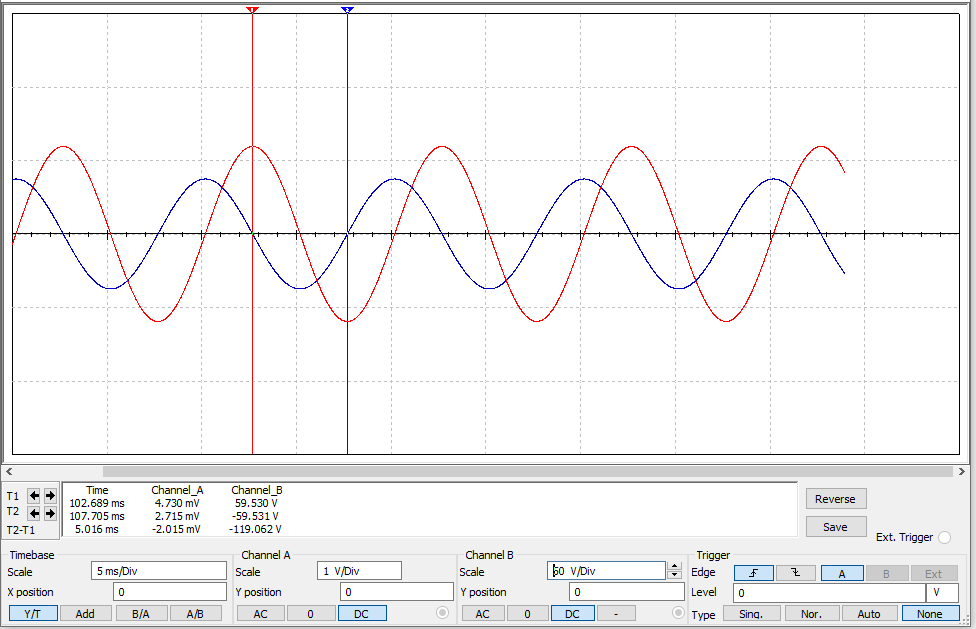 1 2
Time Channel_A Channel_B
T1 102.689 ms 4.730 mV 59.530 V
T2 107.705 ms 2.715 mV -59.531 V
T2-T1 5.016 ms -2.015 mV -119.062 V
Reverse
Save
Ext. Trigger
Timebase
Scale 5 ms/Div
X position 0
Y/T Add B/A A/B
Channel A
Scale 1 V/Div
Y position 0
AC 0 DC
Channel B
Scale 60 V/Div
Y position 0
AC 0 DC -
Trigger
Edge A B Ext
Level 0 V
Type Sing. Nor. Auto None